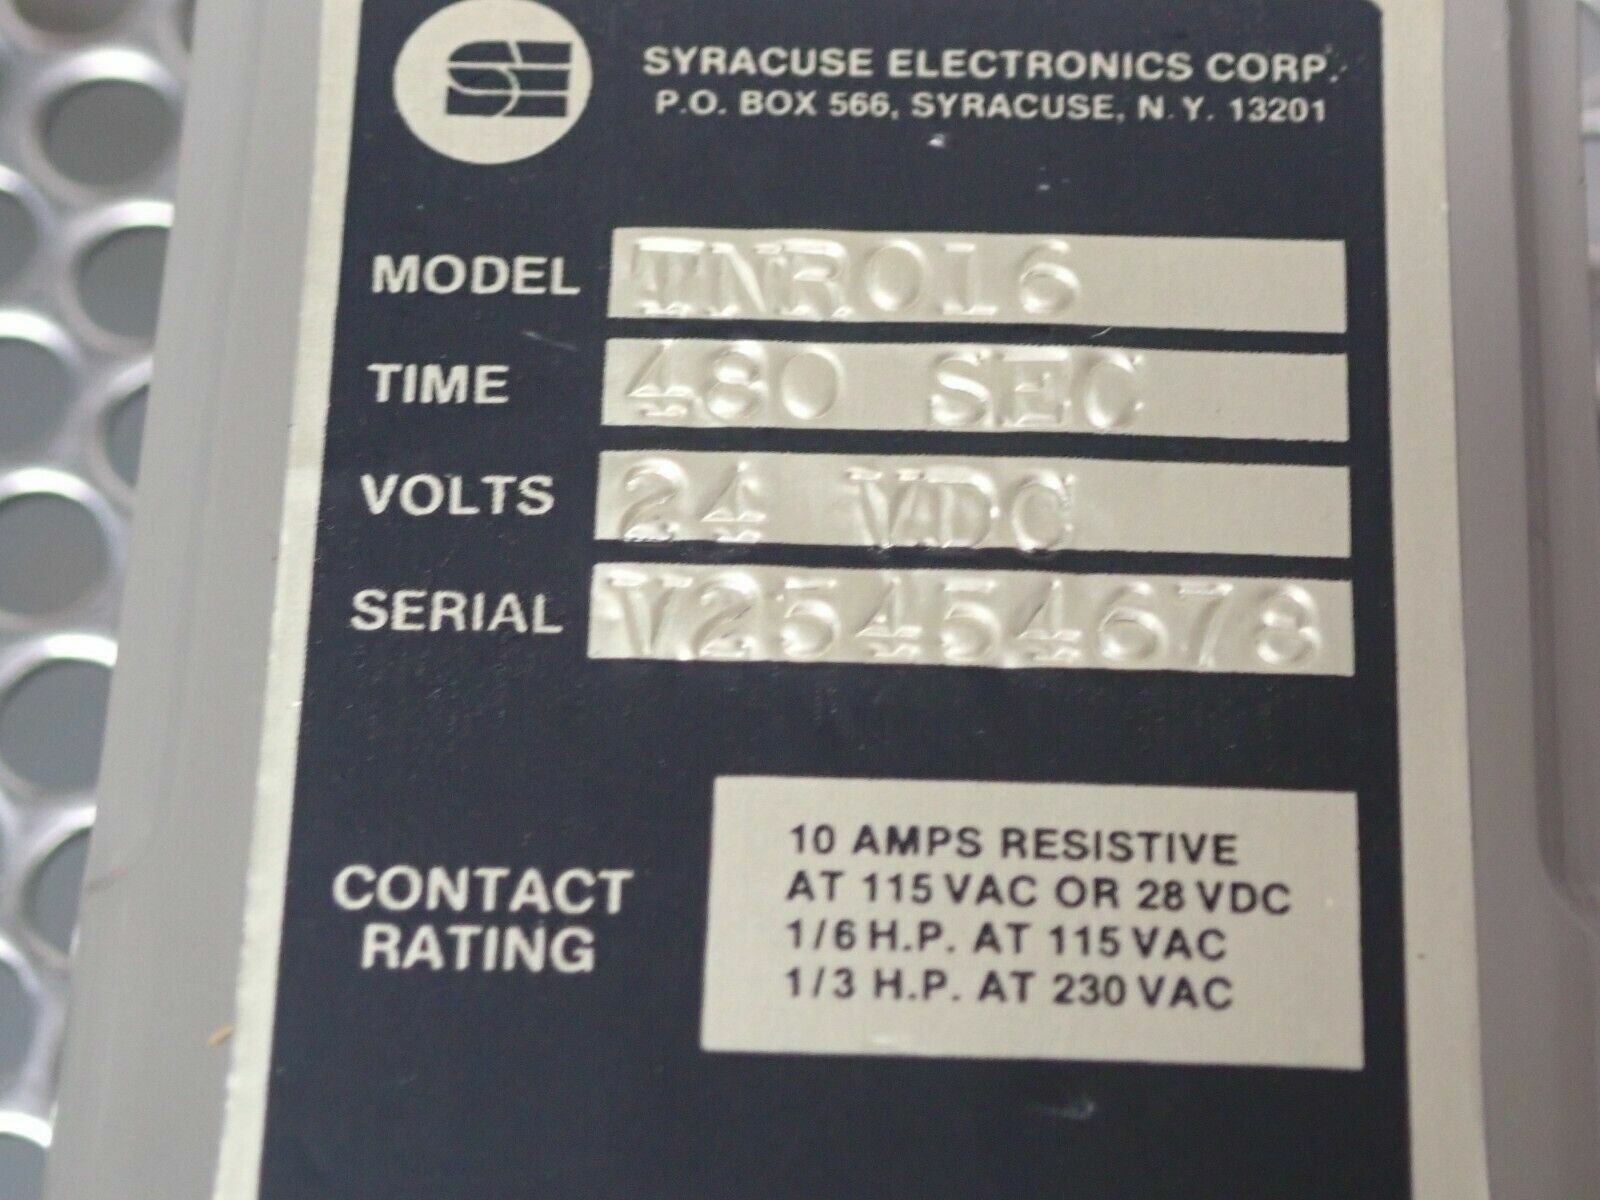 SYRACUSE ELECTRONICS CORP.
P.O. BOX 566, SYRACUSE, N.Y. 13201
MODEL TNR016
TIME 480 SEC
VOLTS 24 VDC
SERIAL V25454678
CONTACT RATING
10 AMPS RESISTIVE
AT 115 VAC OR 28 VDC
1/6 H.P. AT 115 VAC
1/3 H.P. AT 230 VAC